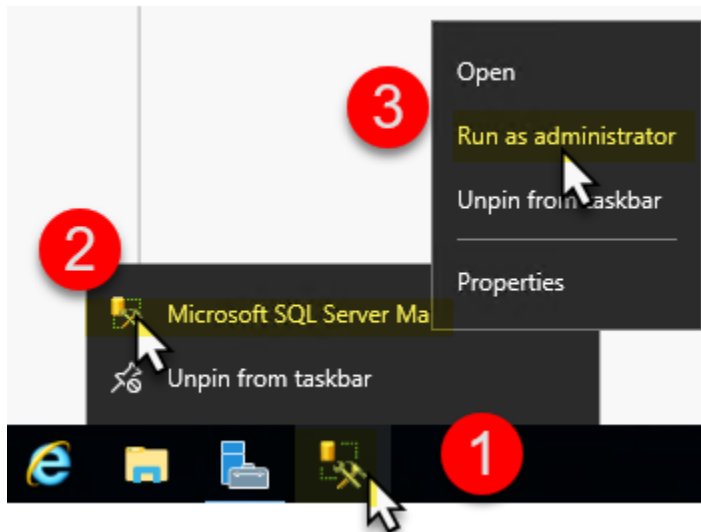 Open
3
Run as administrator
Unpin from taskbar
2
Properties
Microsoft SQL Server Ma
Unpin from taskbar
1